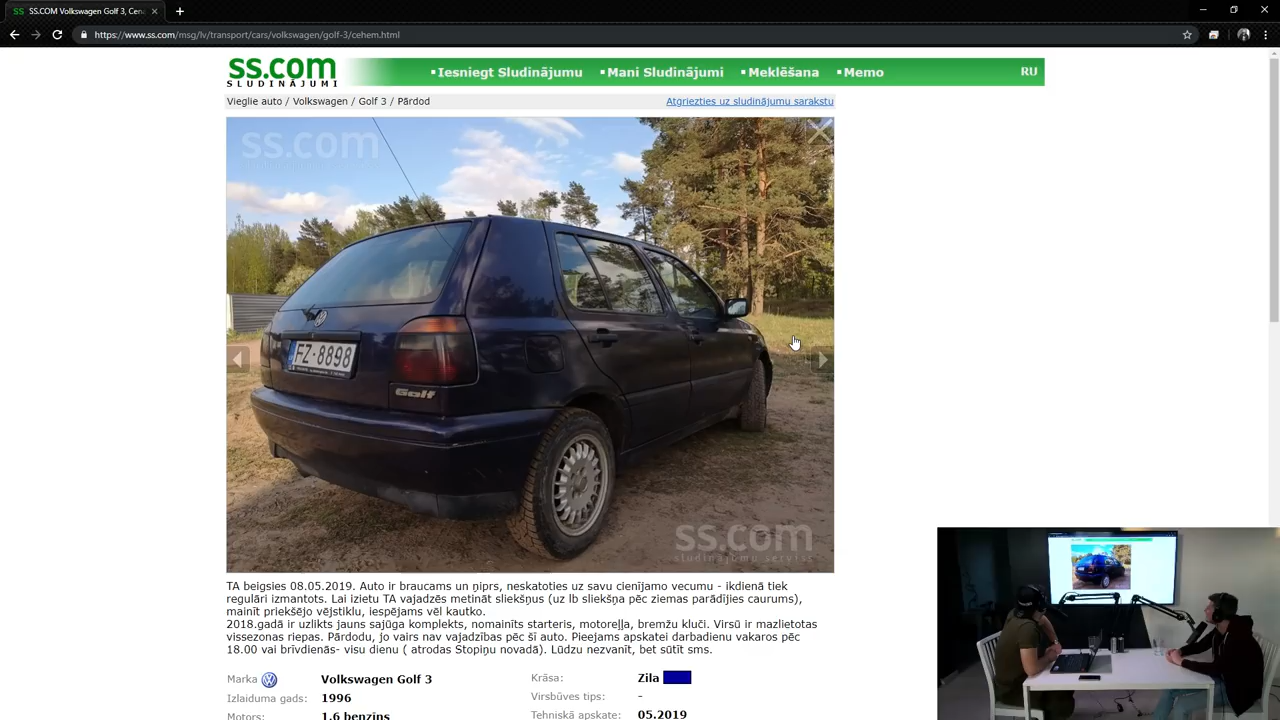 SS.COM Volkswagen Golf 3, Cena
https://www.ss.com/msg/lv/transport/cars/volkswagen/golf-3/cehem.html
ss.com
SLUDINĀJUMI
Iesniegt Sludinājumu
Mani Sludinājumi
Meklēšana
Memo
RU
Vieglie auto / Volkswagen / Golf 3 / Pārdod
Atgriezties uz sludinājumu sarakstu
ss.com
FZ-8898
Golf
ss.com
sludinājumu serviss
TA beigsies 08.05.2019. Auto ir braucams un ņiprs, neskatoties uz savu cienījamo vecumu - ikdienā tiek
regulāri izmantots. Lai izietu TA vajadzēs metināt sliekšņus (uz lb sliekšņa pēc ziemas parādījies caurums),
mainīt priekšējo vējstiklu, iespējams vēl kautko.
2018.gadā ir uzlikts jauns sajūga komplekts, nomainīts starteris, motoreļļa, bremžu kluči. Virsū ir mazlietotas
vissezonas riepas. Pārdodu, jo vairs nav vajadzības pēc šī auto. Pieejams apskatei darbadienu vakaros pēc
18.00 vai brīvdienās- visu dienu ( atrodas Stopiņu novadā). Lūdzu nezvanīt, bet sūtīt sms.
Marka
Volkswagen Golf 3
Krāsa:
Zila
Izlaiduma gads:
1996
Virsbūves tips:
-
Motors:
1.6 benzīns
Tehniskā apskate:
05.2019